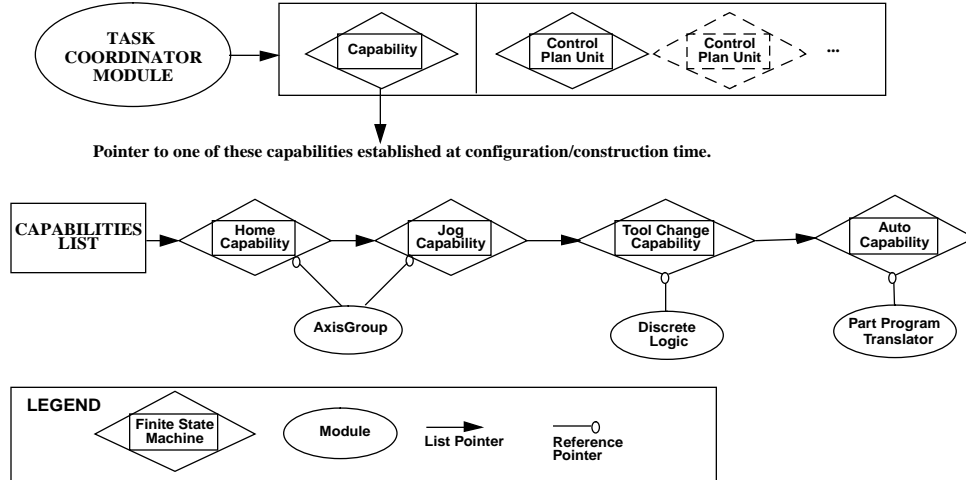 TASK
COORDINATOR
MODULE
Capability
Control
Plan Unit
Control
Plan Unit
...
Pointer to one of these capabilities established at configuration/construction time.
CAPABILITIES
LIST
Home
Capability
Jog
Capability
Tool Change
Capability
Auto
Capability
AxisGroup
Discrete
Logic
Part Program
Translator
LEGEND
Finite State
Machine
Module
List Pointer
Reference
Pointer